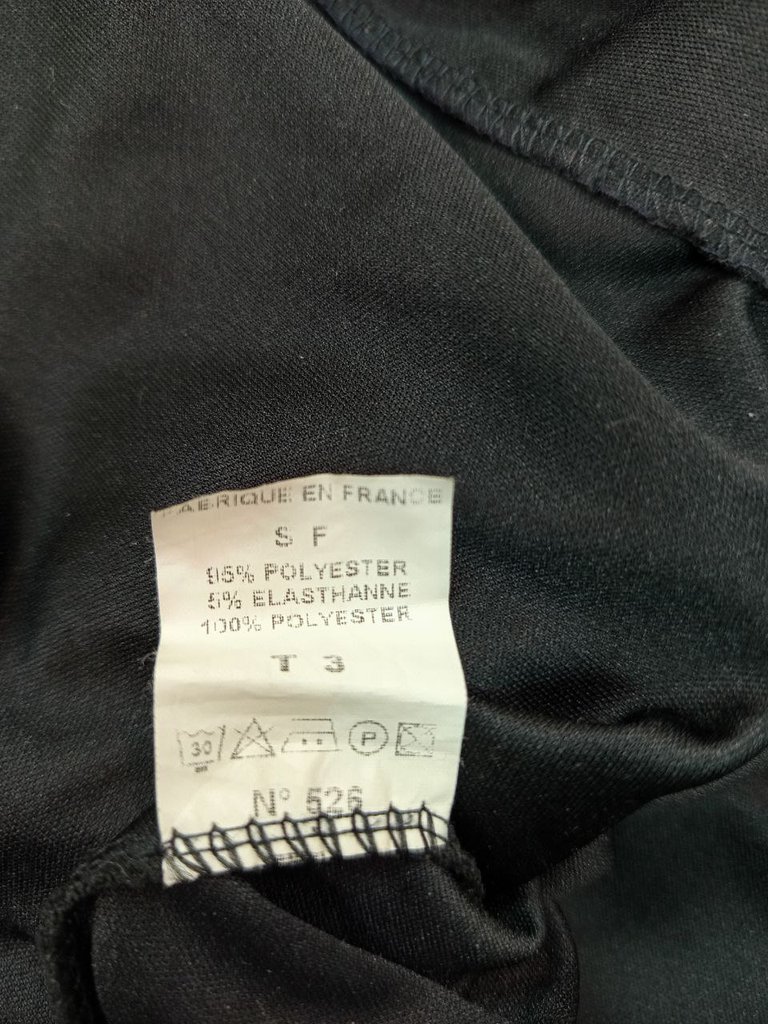 FABRIQUE EN FRANCE
S F
95% POLYESTER
5% ELASTHANNE
100% POLYESTER
T 3
30 P
N° 526